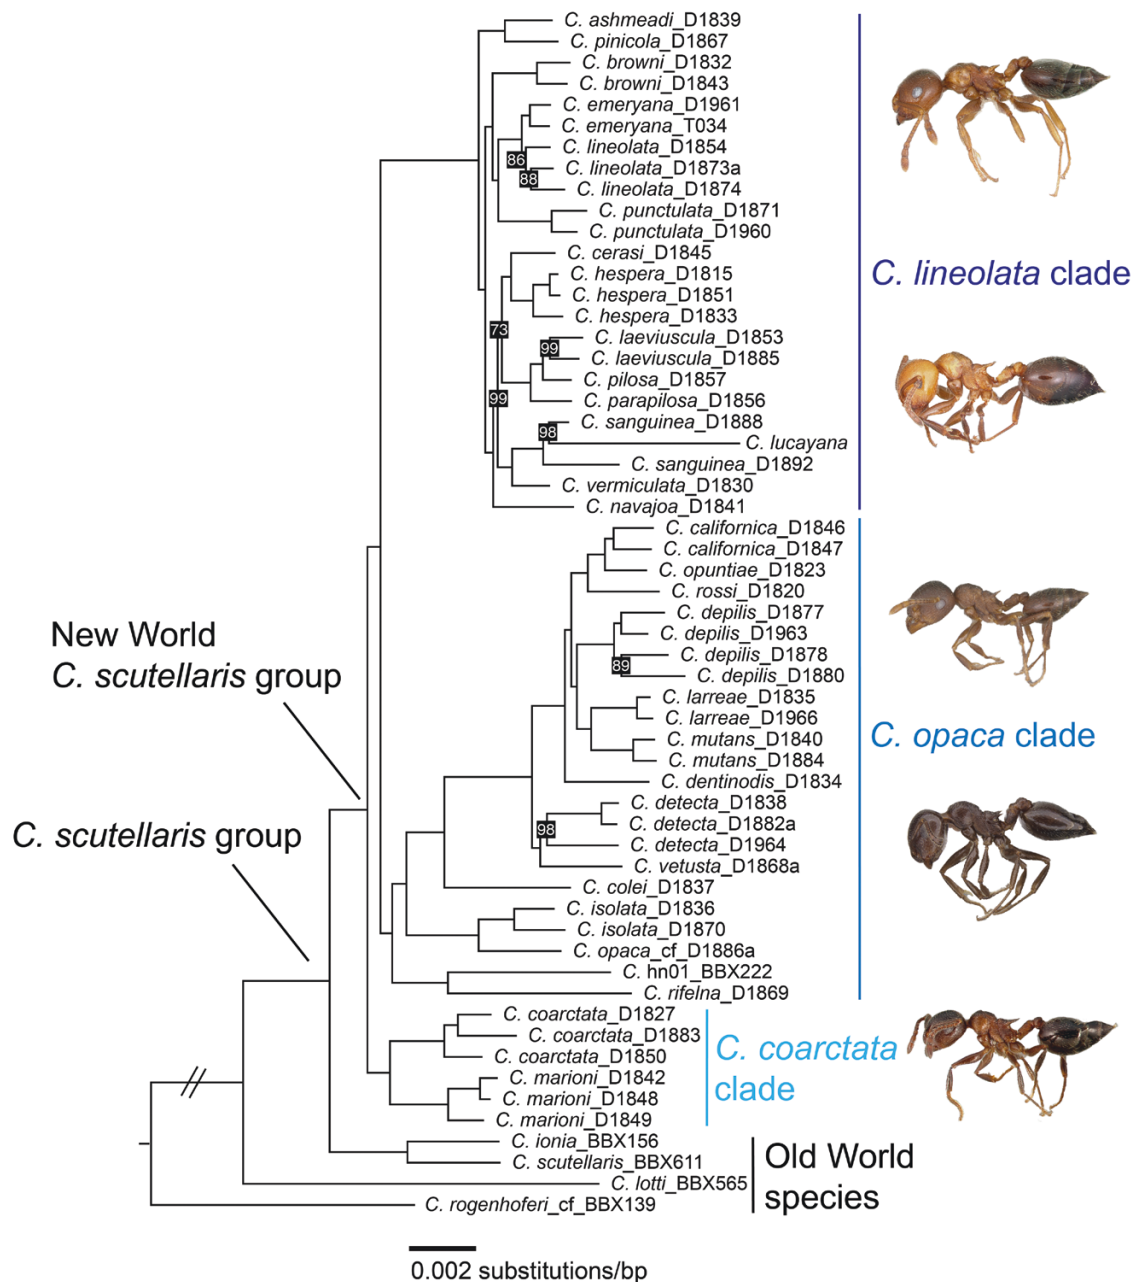 C. ashmeadi_D1839
C. pinicola_D1867
C. browni_D1832
C. browni_D1843
C. emeryana_D1961
C. emeryana_T034
C. lineolata_D1854
86
C. lineolata_D1873a
88
C. lineolata_D1874
C. punctulata_D1871
C. punctulata_D1960
C. cerasi_D1845
C. hespera_D1815
C. lineolata clade
C. hespera_D1851
C. hespera_D1833
73
C. laeviuscula_D1853
99
C. laeviuscula_D1885
C. pilosa_D1857
99
C. parapilosa_D1856
C. sanguinea_D1888
98
C. lucayana
C. sanguinea_D1892
C. vermiculata_D1830
C. navajoa_D1841
C. californica_D1846
C. californica_D1847
C. opuntiae_D1823
C. rossi_D1820
C. depilis_D1877
New World
C. scutellaris group
C. depilis_D1963
C. depilis_D1878
89
C. depilis_D1880
C. larreae_D1835
C. larreae_D1966
C. opaca clade
C. mutans_D1840
C. mutans_D1884
C. dentinodis_D1834
C. scutellaris group
C. detecta_D1838
C. detecta_D1882a
98
C. detecta_D1964
C. vetusta_D1868a
C. colei_D1837
C. isolata_D1836
C. isolata_D1870
C. opaca_cf_D1886a
C. hn01_BBX222
C. rifelna_D1869
C. coarctata_D1827
C. coarctata_D1883
C. coarctata_D1850
C. coarctata
clade
C. marioni_D1842
C. marioni_D1848
C. marioni_D1849
C. ionia_BBX156
C. scutellaris_BBX611
C. lotti_BBX565
C. rogenhoferi_cf_BBX139
Old World
species
0.002 substitutions/bp